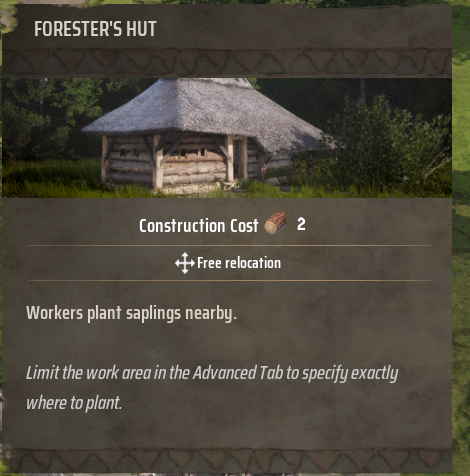 FORESTER'S HUT
Construction Cost 2
Free relocation
Workers plant saplings nearby.
Limit the work area in the Advanced Tab to specify exactly
where to plant.